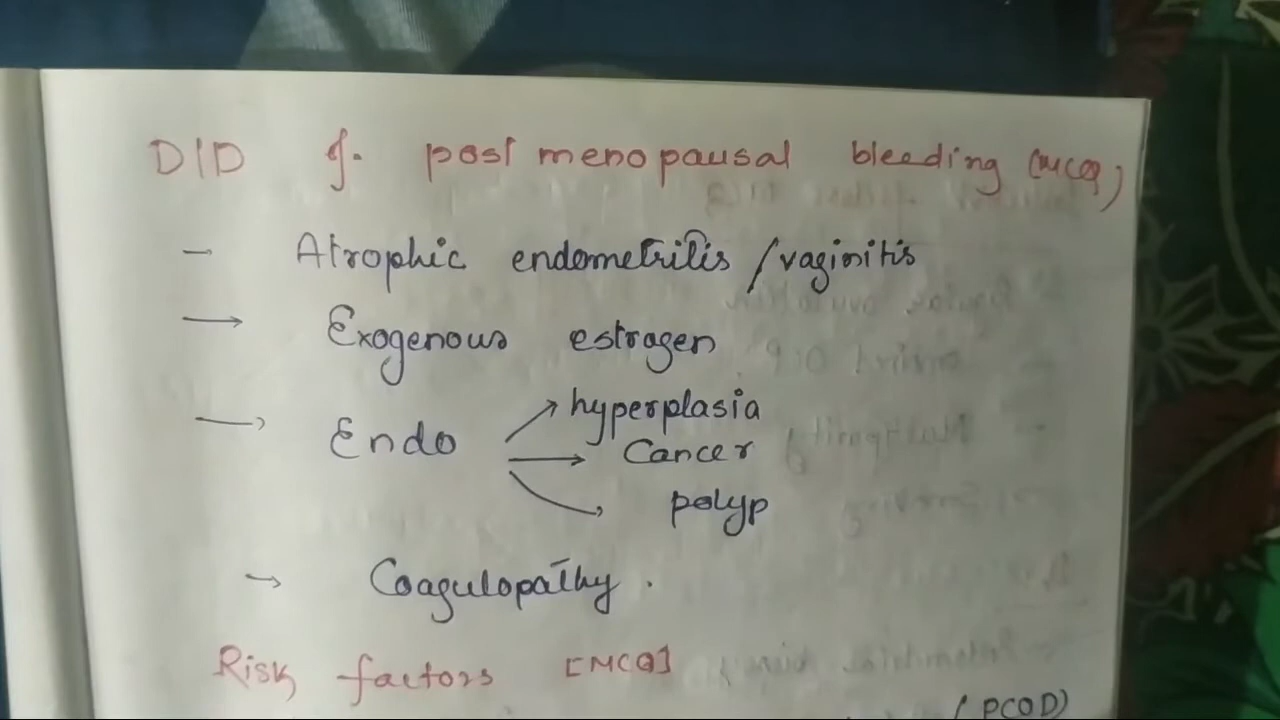 D|D of. post menopausal bleeding (MCQ)
- Atrophic endometritis / vaginitis
→ Exogenous estrogen
→ Endo → hyperplasia
→ Cancer
→ polyp
→ Coagulopathy.
Risk factors [MCQ]
(PCOD)